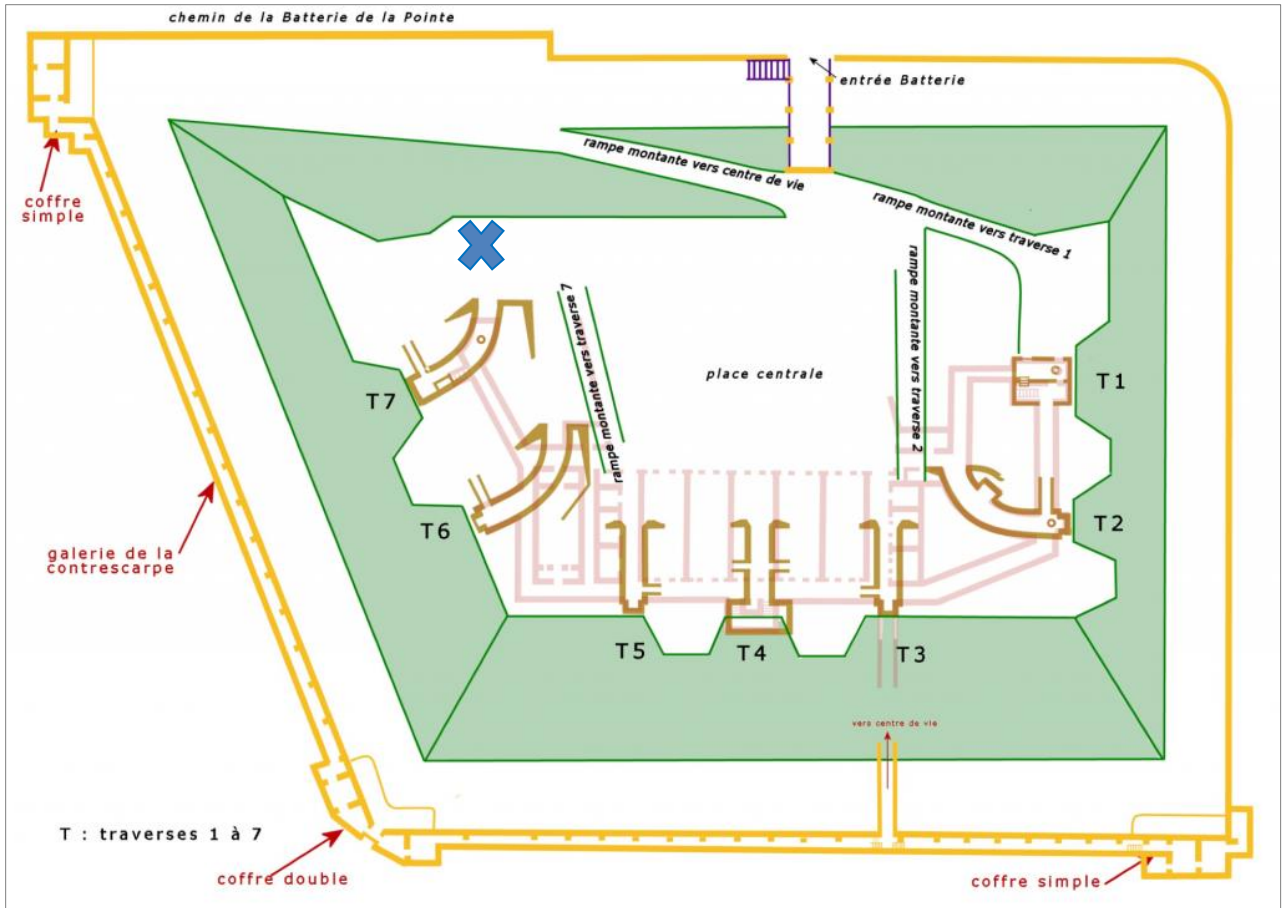 chemin de la Batterie de la Pointe
entrée Batterie
rampe montante vers centre de vie
rampe montante vers traverse 1
coffre
simple
rampe montante vers traverse 7
rampe montante vers traverse 2
place centrale
T1
T7
T2
T6
galerie de la
contrescarpe
T5
T4
T3
vers centre de vie
T : traverses 1 à 7
coffre double
coffre simple